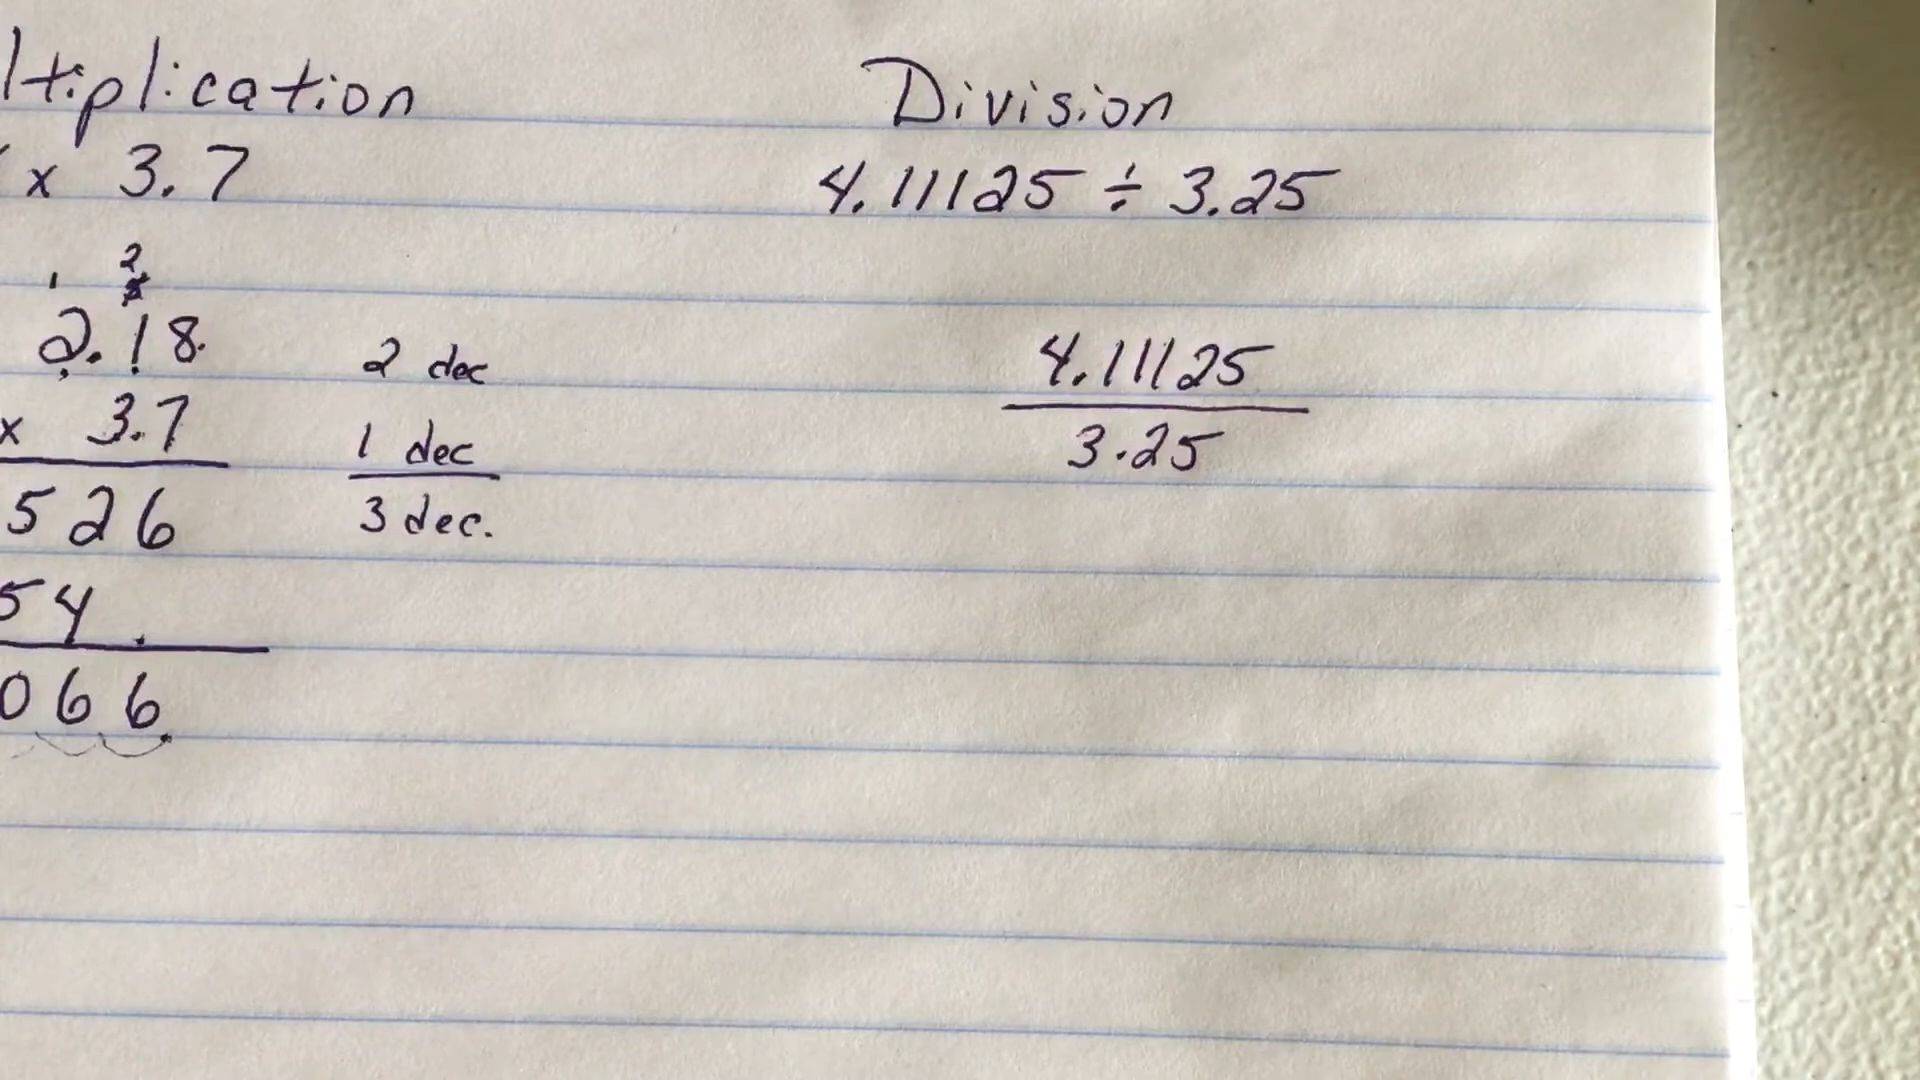 ltiplication
x 3.7
1 2
2.18
x 3.7
526
54.
066.
2 dec
1 dec
3 dec.
Division
4.11125 ÷ 3.25
4.11125
3.25